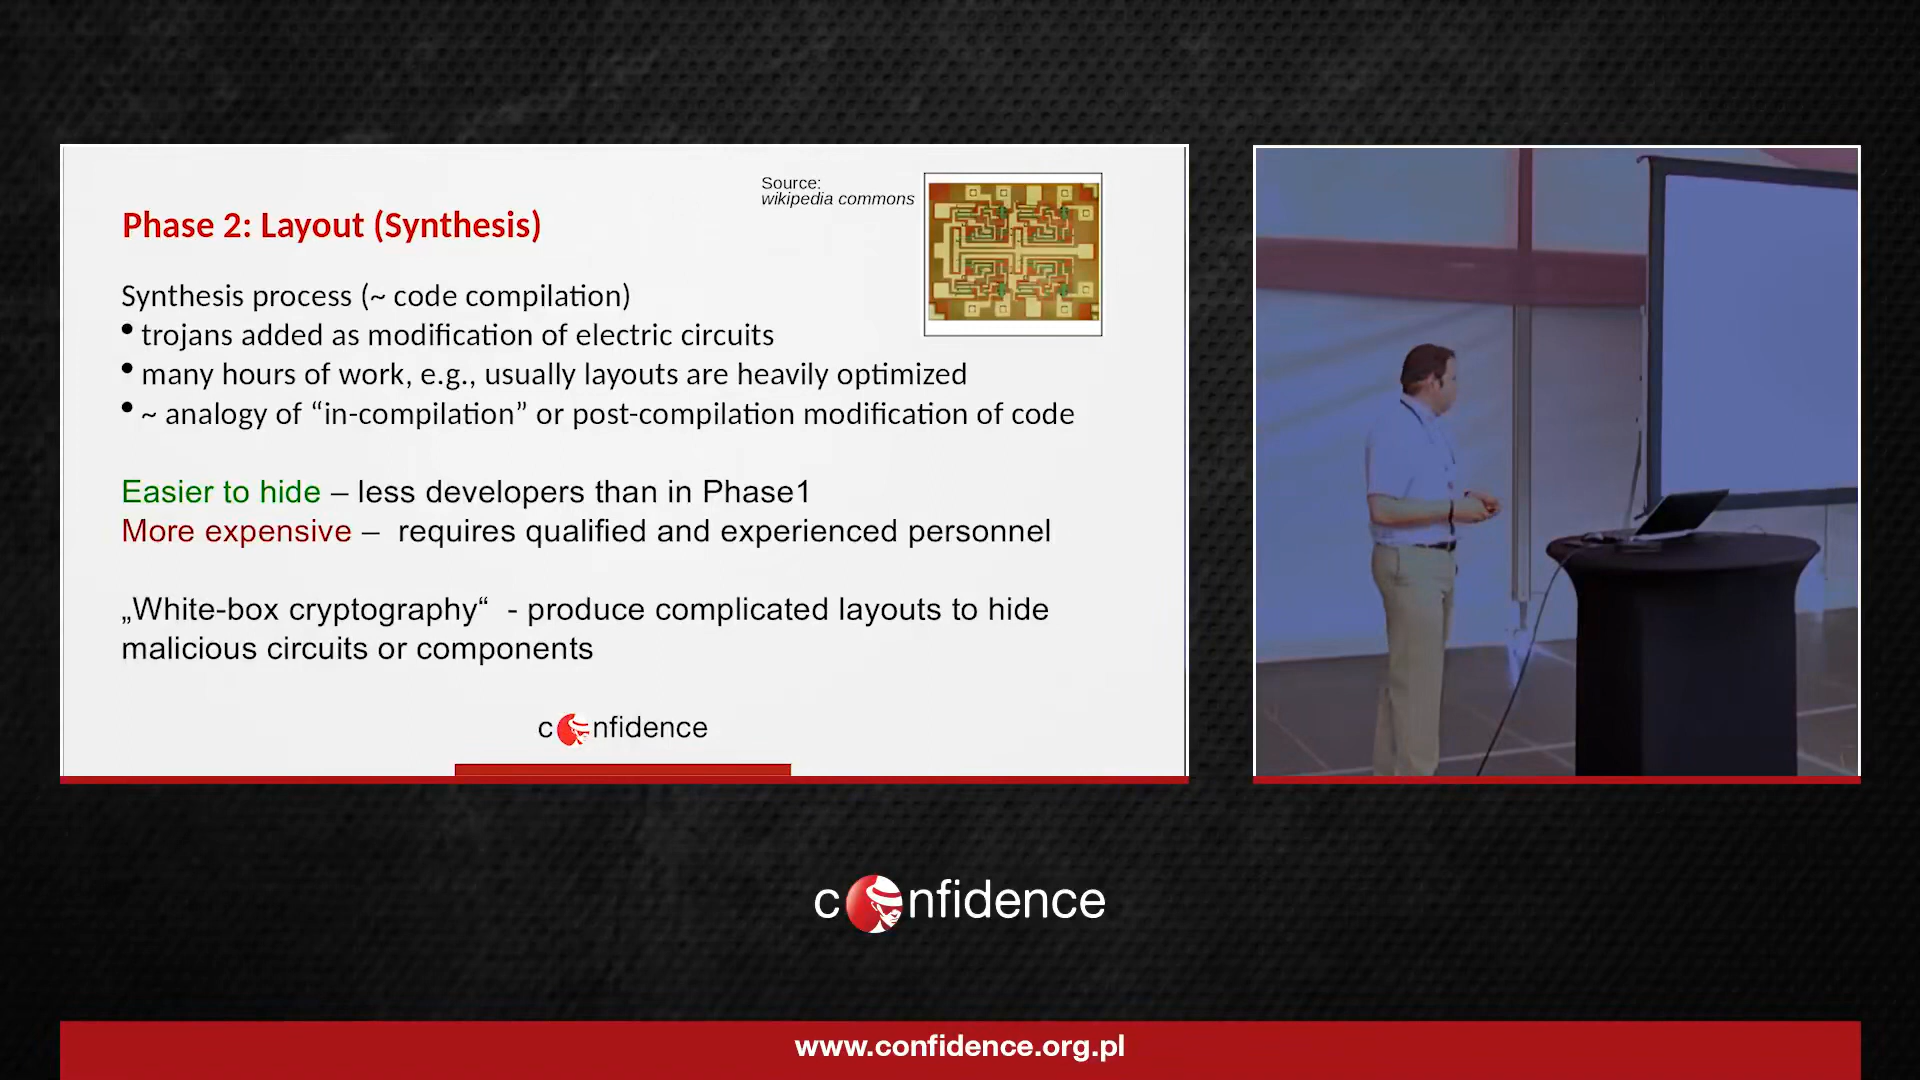 Source:
wikipedia commons
Phase 2: Layout (Synthesis)
Synthesis process (~ code compilation)
• trojans added as modification of electric circuits
• many hours of work, e.g., usually layouts are heavily optimized
• ~ analogy of “in-compilation” or post-compilation modification of code
Easier to hide – less developers than in Phase1
More expensive –  requires qualified and experienced personnel
„White-box cryptography“  - produce complicated layouts to hide
malicious circuits or components
confidence
confidence
www.confidence.org.pl